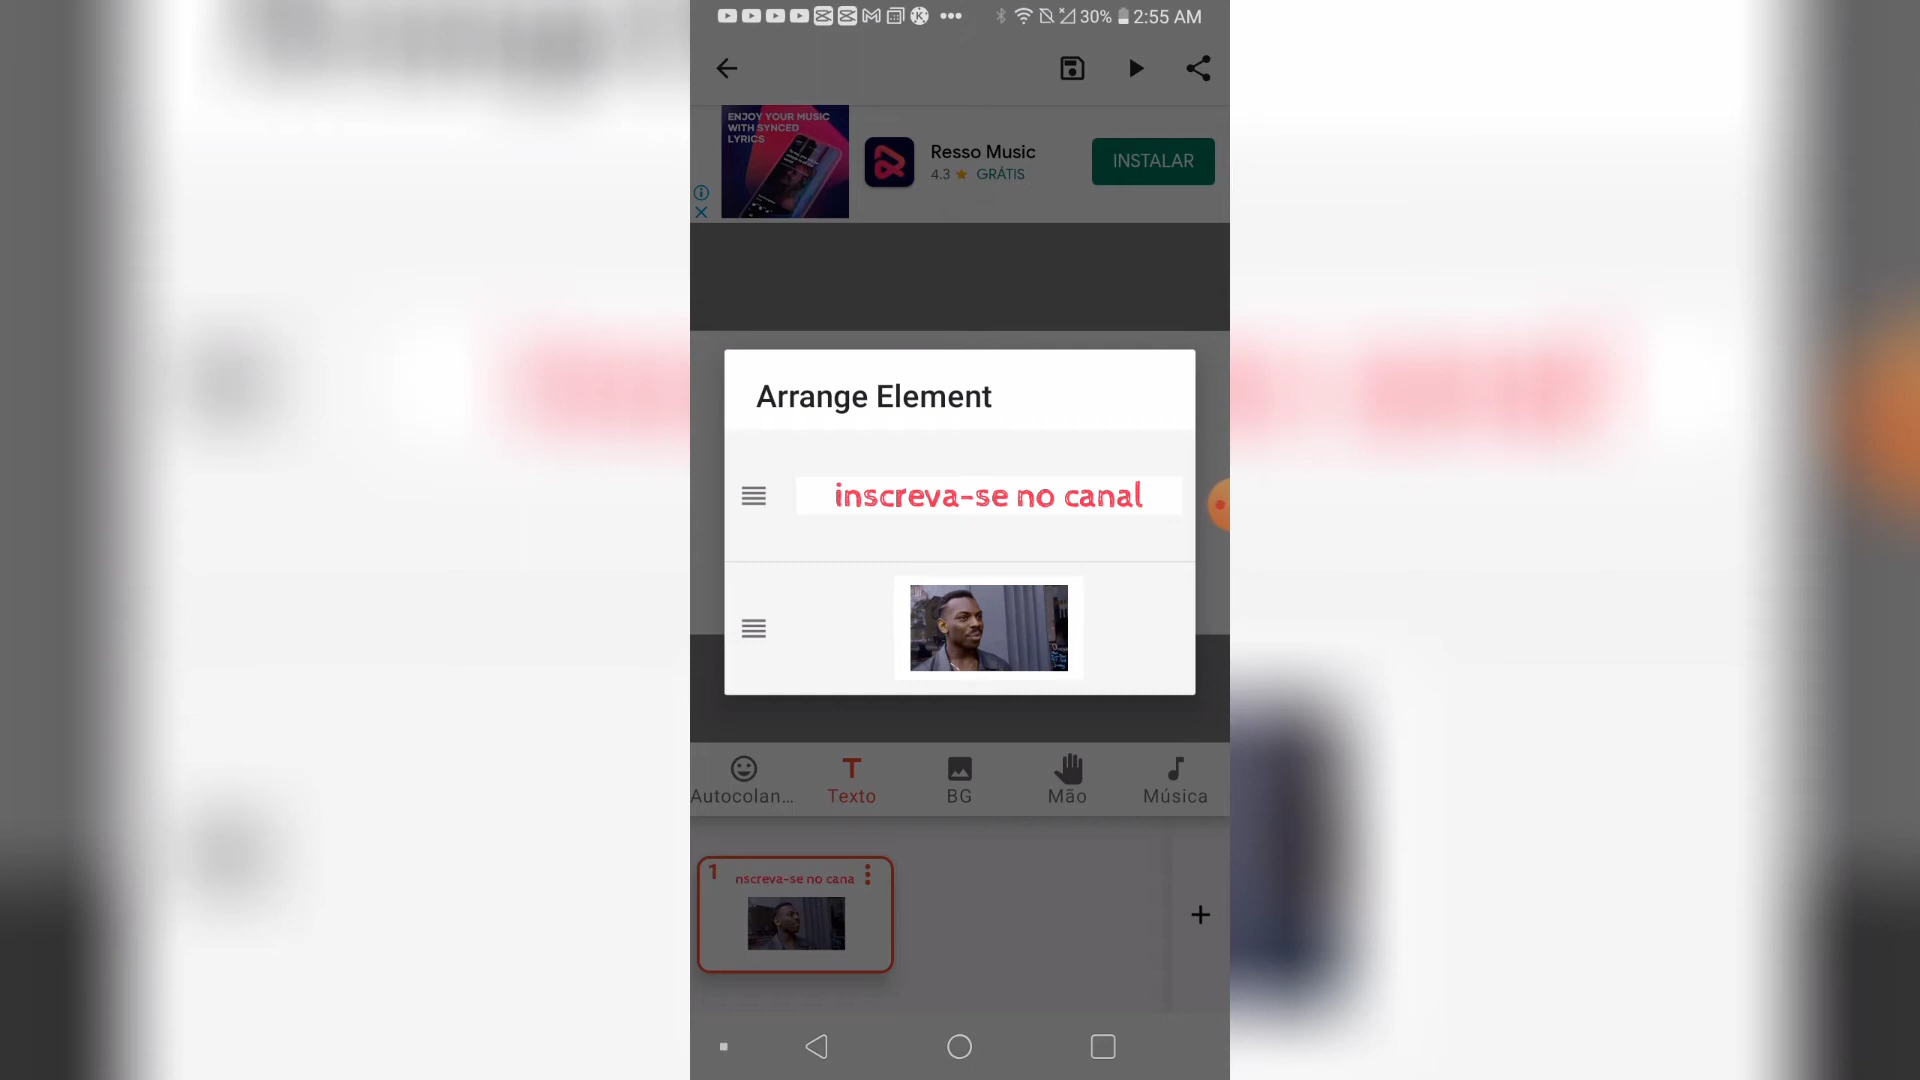 30% 2:55 AM
ENJOY YOUR MUSIC
WITH SYNCED
LYRICS
Resso Music
4.3 ★ GRÁTIS
INSTALAR
Arrange Element
inscreva-se no canal
Autocolan... Texto BG Mão Música
1 nscreva-se no cana